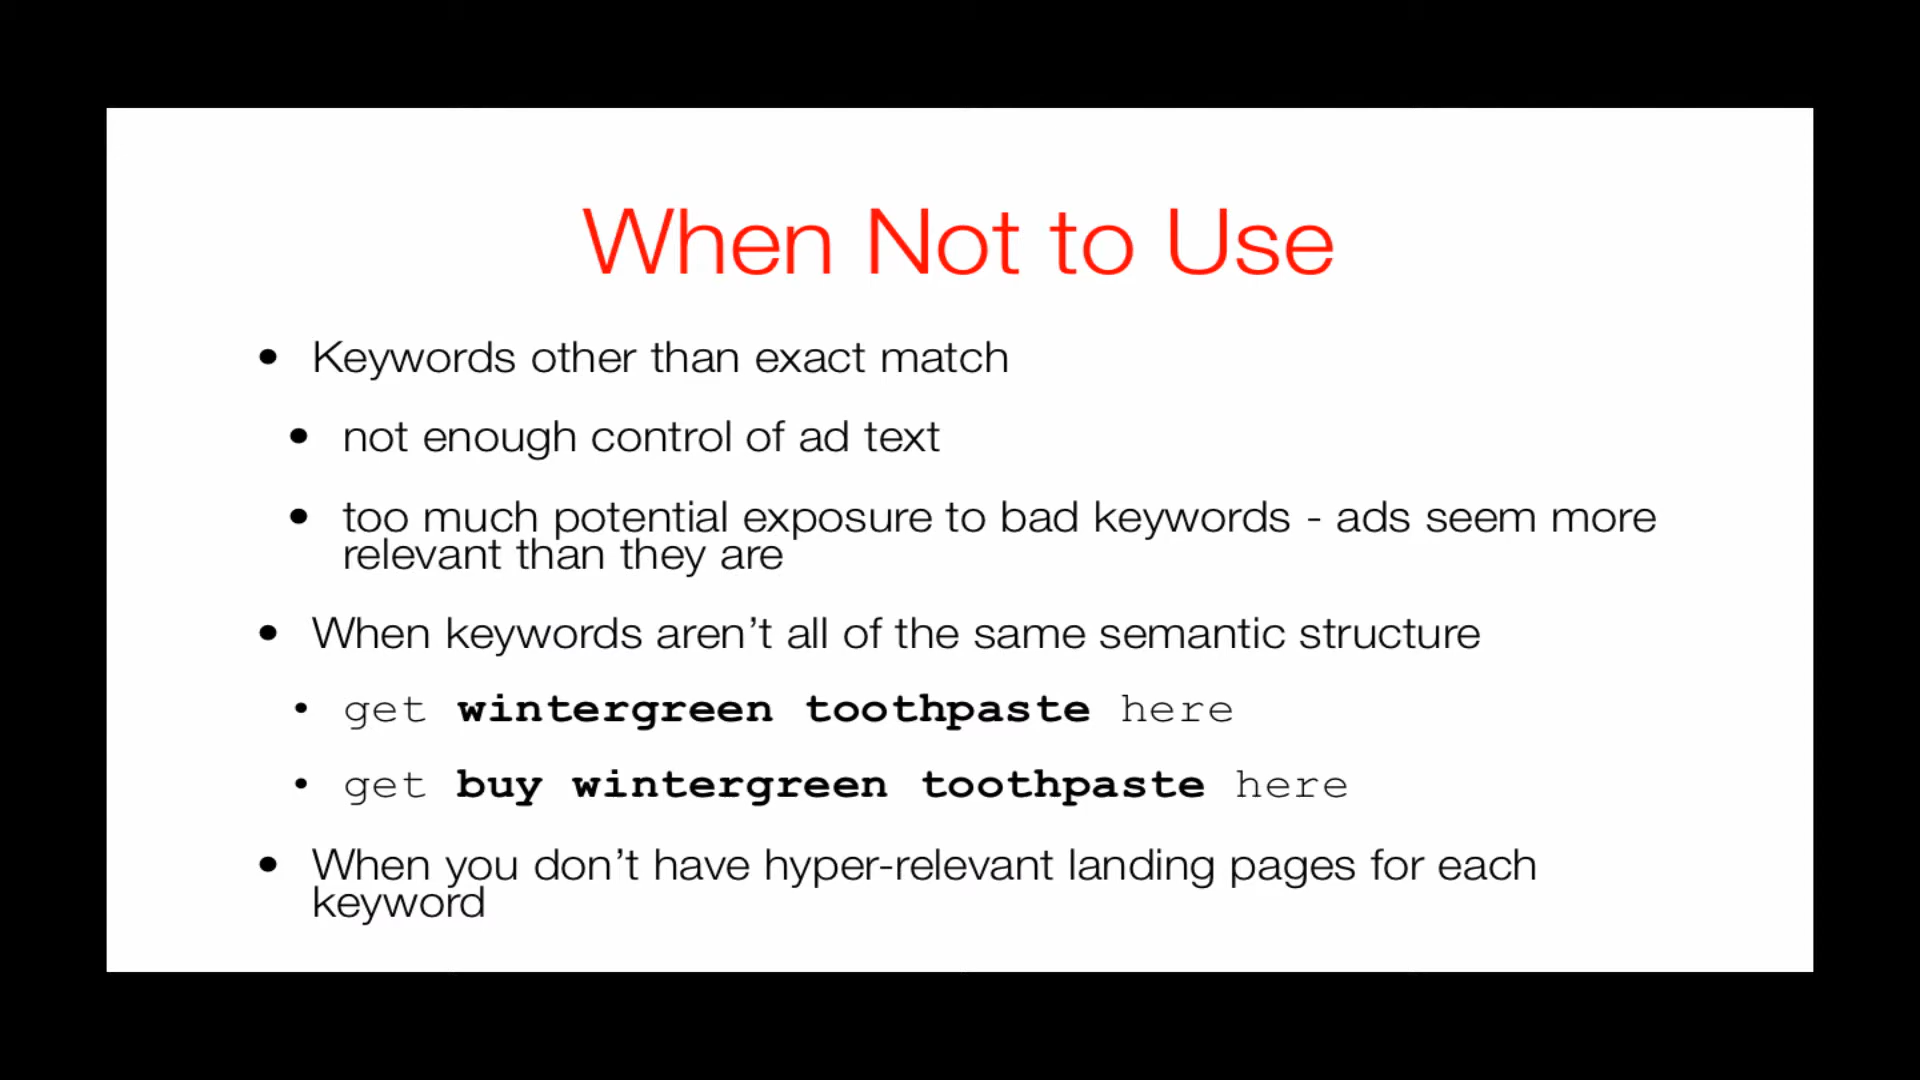 When Not to Use
• Keywords other than exact match
• not enough control of ad text
• too much potential exposure to bad keywords - ads seem more
relevant than they are
• When keywords aren’t all of the same semantic structure
• get wintergreen toothpaste here
• get buy wintergreen toothpaste here
• When you don’t have hyper-relevant landing pages for each
keyword